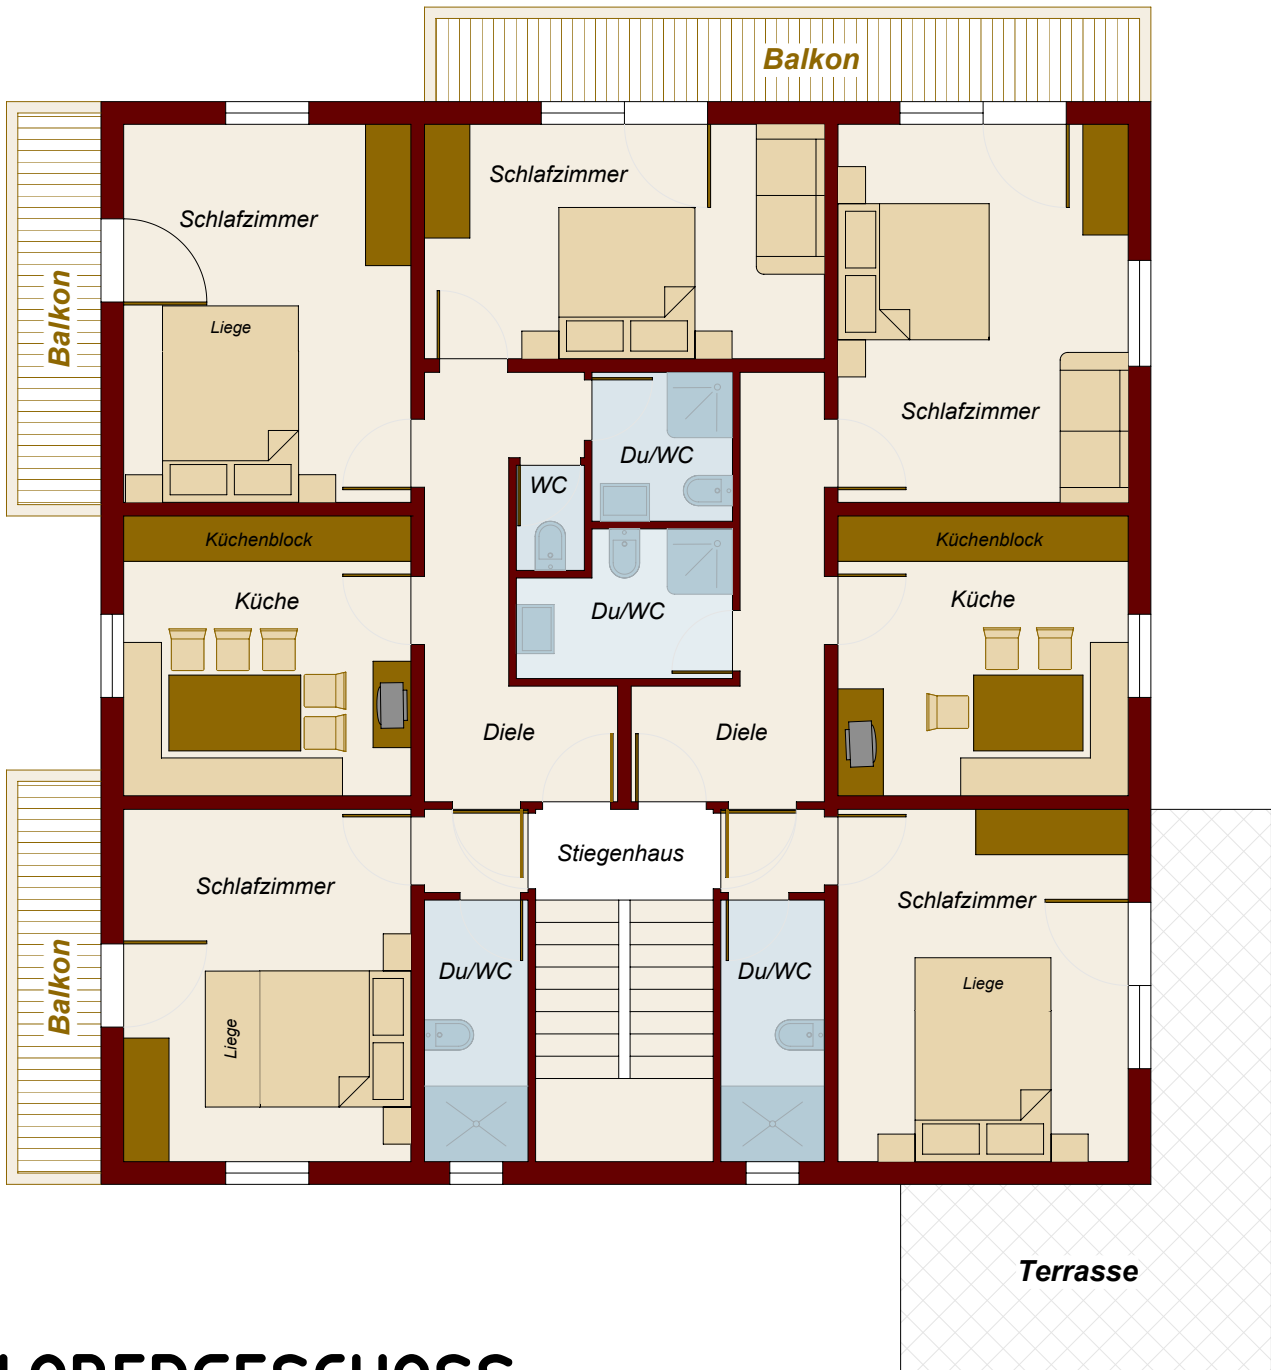 Balkon
Schlafzimmer
Schlafzimmer
Balkon
Liege
Schlafzimmer
Du/WC
WC
Küchenblock
Küchenblock
Küche
Küche
Du/WC
Diele
Diele
Stiegenhaus
Schlafzimmer
Schlafzimmer
Balkon
Du/WC
Du/WC
Liege
Liege
Terrasse
OBERGESCHOSS